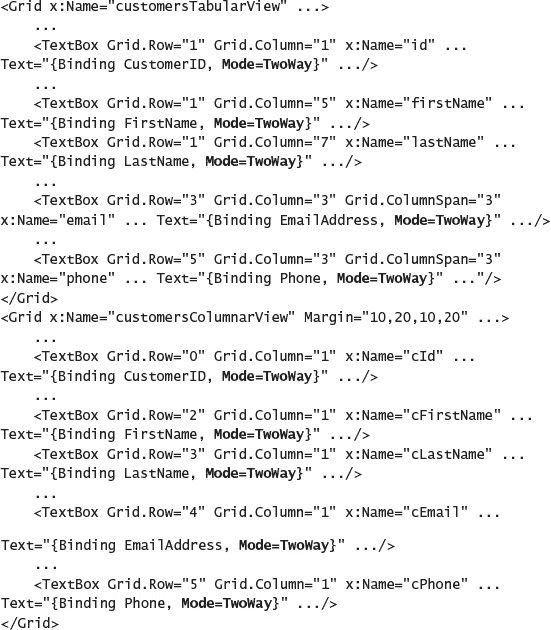 <Grid x:Name="customersTabularView" ...>
...
<TextBox Grid.Row="1" Grid.Column="1" x:Name="id" ...
Text="{Binding CustomerID, Mode=TwoWay}" .../>
...
<TextBox Grid.Row="1" Grid.Column="5" x:Name="firstName" ...
Text="{Binding FirstName, Mode=TwoWay}" .../>
<TextBox Grid.Row="1" Grid.Column="7" x:Name="lastName" ...
Text="{Binding LastName, Mode=TwoWay}" .../>
...
<TextBox Grid.Row="3" Grid.Column="3" Grid.ColumnSpan="3"
x:Name="email" ... Text="{Binding EmailAddress, Mode=TwoWay}" .../>
...
<TextBox Grid.Row="5" Grid.Column="3" Grid.ColumnSpan="3"
x:Name="phone" ... Text="{Binding Phone, Mode=TwoWay}" ..."/>
</Grid>
<Grid x:Name="customersColumnarView" Margin="10,20,10,20" ...>
...
<TextBox Grid.Row="0" Grid.Column="1" x:Name="cId" ...
Text="{Binding CustomerID, Mode=TwoWay}" .../>
...
<TextBox Grid.Row="2" Grid.Column="1" x:Name="cFirstName" ...
Text="{Binding FirstName, Mode=TwoWay}" .../>
<TextBox Grid.Row="3" Grid.Column="1" x:Name="cLastName" ...
Text="{Binding LastName, Mode=TwoWay}" .../>
...
<TextBox Grid.Row="4" Grid.Column="1" x:Name="cEmail" ...
Text="{Binding EmailAddress, Mode=TwoWay}" .../>
...
<TextBox Grid.Row="5" Grid.Column="1" x:Name="cPhone" ...
Text="{Binding Phone, Mode=TwoWay}" .../>
</Grid>